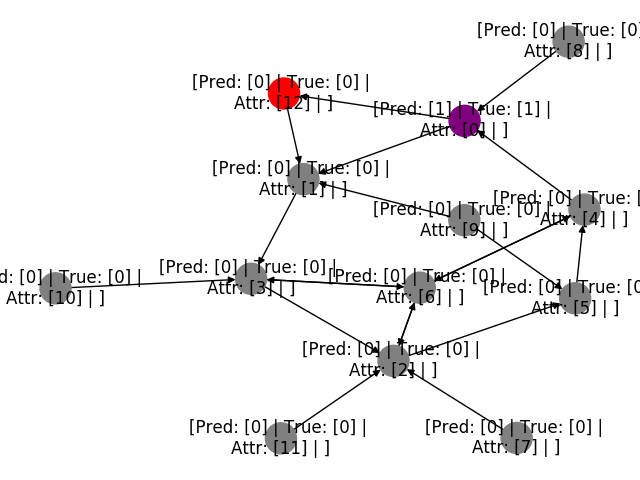 [Pred: [0] | True: [0]
Attr: [8] | ]
[Pred: [0] | True: [0] |
Attr: [12] | ]
[Pred: [1] | True: [1] |
Attr: [0] | ]
[Pred: [0] | True: [0] |
Attr: [1] | ]
[Pred: [0] | True: [
Attr: [4] | ]
[Pred: [0] | True: [0] |
Attr: [9] | ]
d: [0] | True: [0] |
Attr: [10] | ]
[Pred: [0] | True: [0] |
Attr: [3] | ]
[Pred: [0] | True: [0] |
Attr: [6] | ]
[Pred: [0] | True: [0]
Attr: [5] | ]
[Pred: [0] | True: [0] |
Attr: [2] | ]
[Pred: [0] | True: [0] |
Attr: [11] | ]
[Pred: [0] | True: [0] |
Attr: [7] | ]